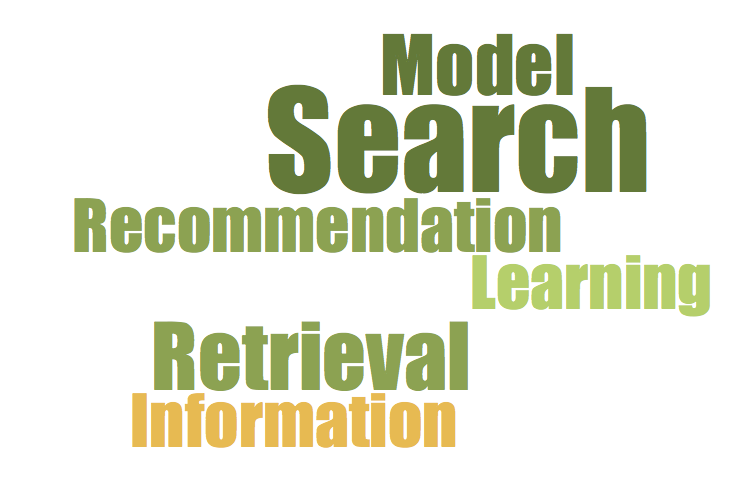 Model
Search
Recommendation
Learning
Retrieval
Information